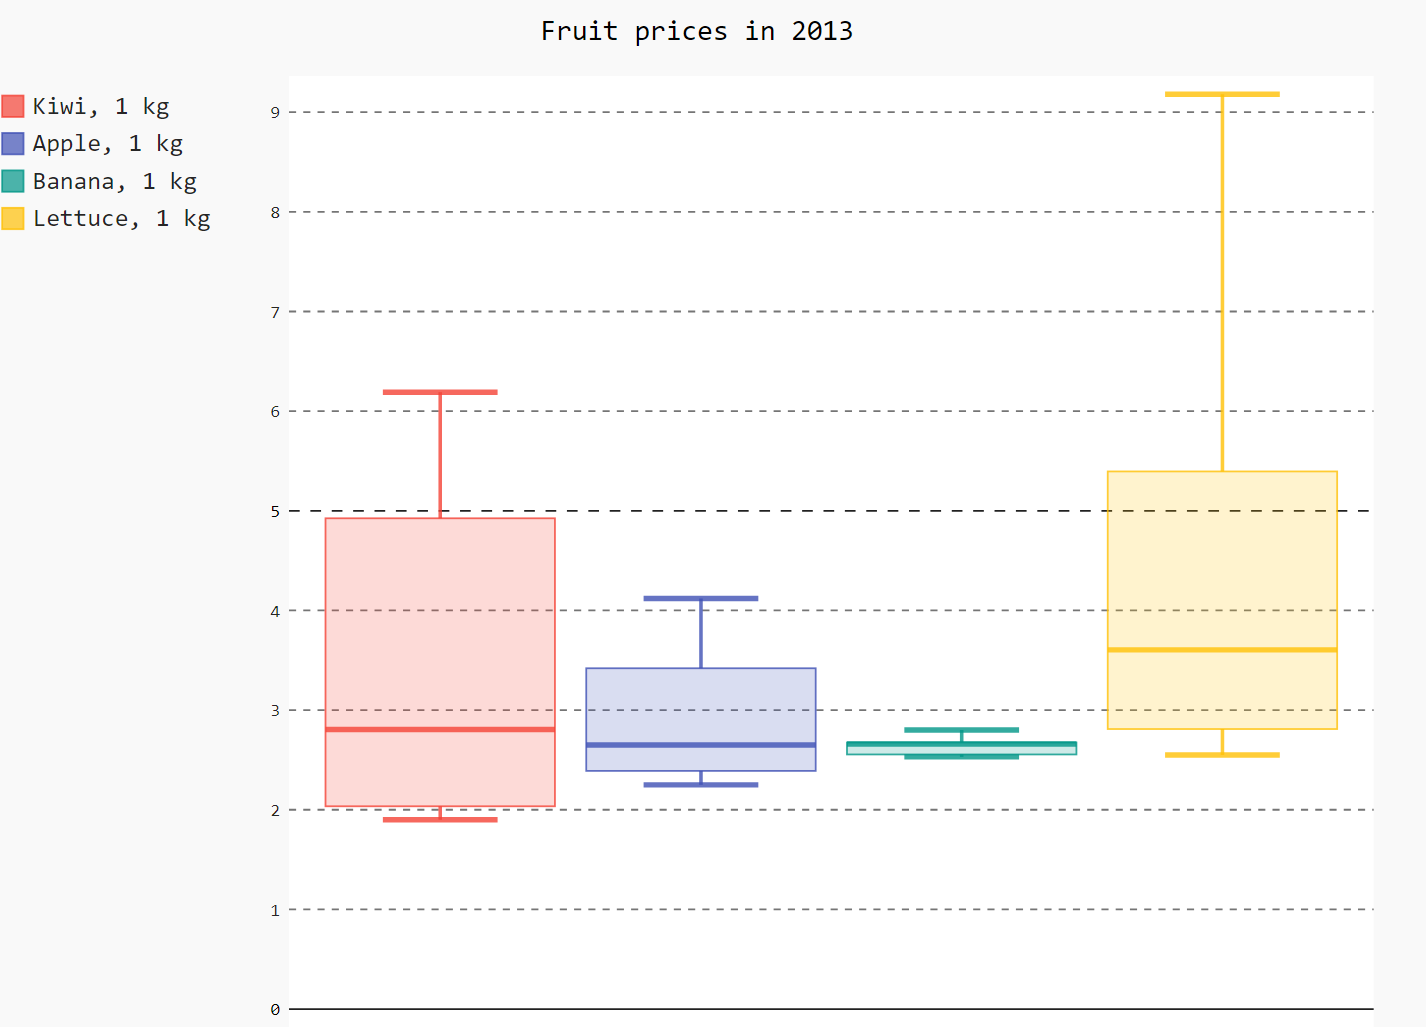 Fruit prices in 2013
Kiwi, 1 kg
Apple, 1 kg
Banana, 1 kg
Lettuce, 1 kg
9
8
7
6
5
4
3
2
1
0